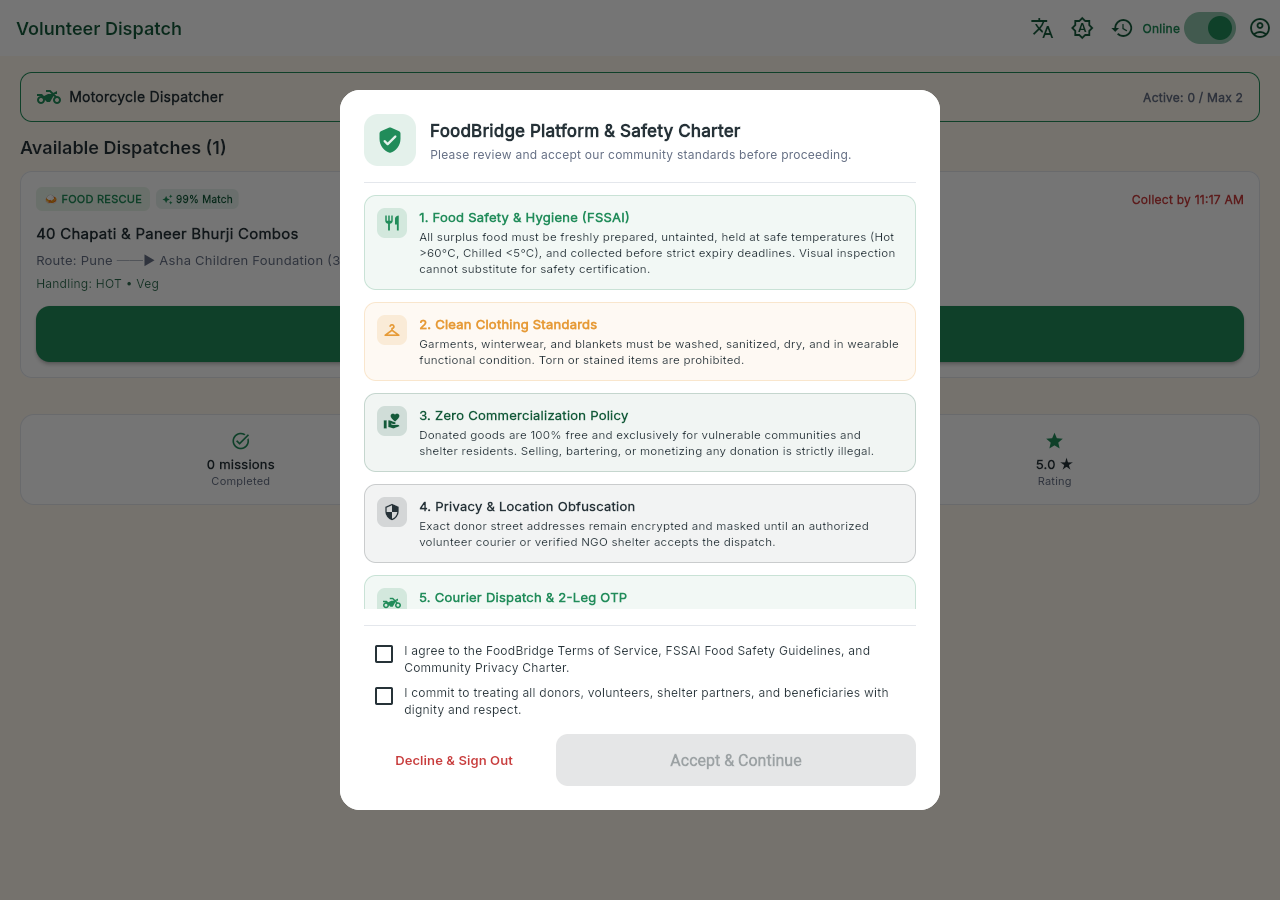 Volunteer Dispatch
Online
Motorcycle Dispatcher
Active: 0 / Max 2
Available Dispatches (1)
FOOD RESCUE
99% Match
Collect by 11:17 AM
40 Chapati & Paneer Bhurji Combos
Route: Pune ──▶ Asha Children Foundation (3
Handling: HOT • Veg
0 missions
Completed
5.0 ★
Rating
FoodBridge Platform & Safety Charter
Please review and accept our community standards before proceeding.
1. Food Safety & Hygiene (FSSAI)
All surplus food must be freshly prepared, untainted, held at safe temperatures (Hot
>60°C, Chilled <5°C), and collected before strict expiry deadlines. Visual inspection
cannot substitute for safety certification.
2. Clean Clothing Standards
Garments, winterwear, and blankets must be washed, sanitized, dry, and in wearable
functional condition. Torn or stained items are prohibited.
3. Zero Commercialization Policy
Donated goods are 100% free and exclusively for vulnerable communities and
shelter residents. Selling, bartering, or monetizing any donation is strictly illegal.
4. Privacy & Location Obfuscation
Exact donor street addresses remain encrypted and masked until an authorized
volunteer courier or verified NGO shelter accepts the dispatch.
5. Courier Dispatch & 2-Leg OTP
I agree to the FoodBridge Terms of Service, FSSAI Food Safety Guidelines, and
Community Privacy Charter.
I commit to treating all donors, volunteers, shelter partners, and beneficiaries with
dignity and respect.
Decline & Sign Out
Accept & Continue